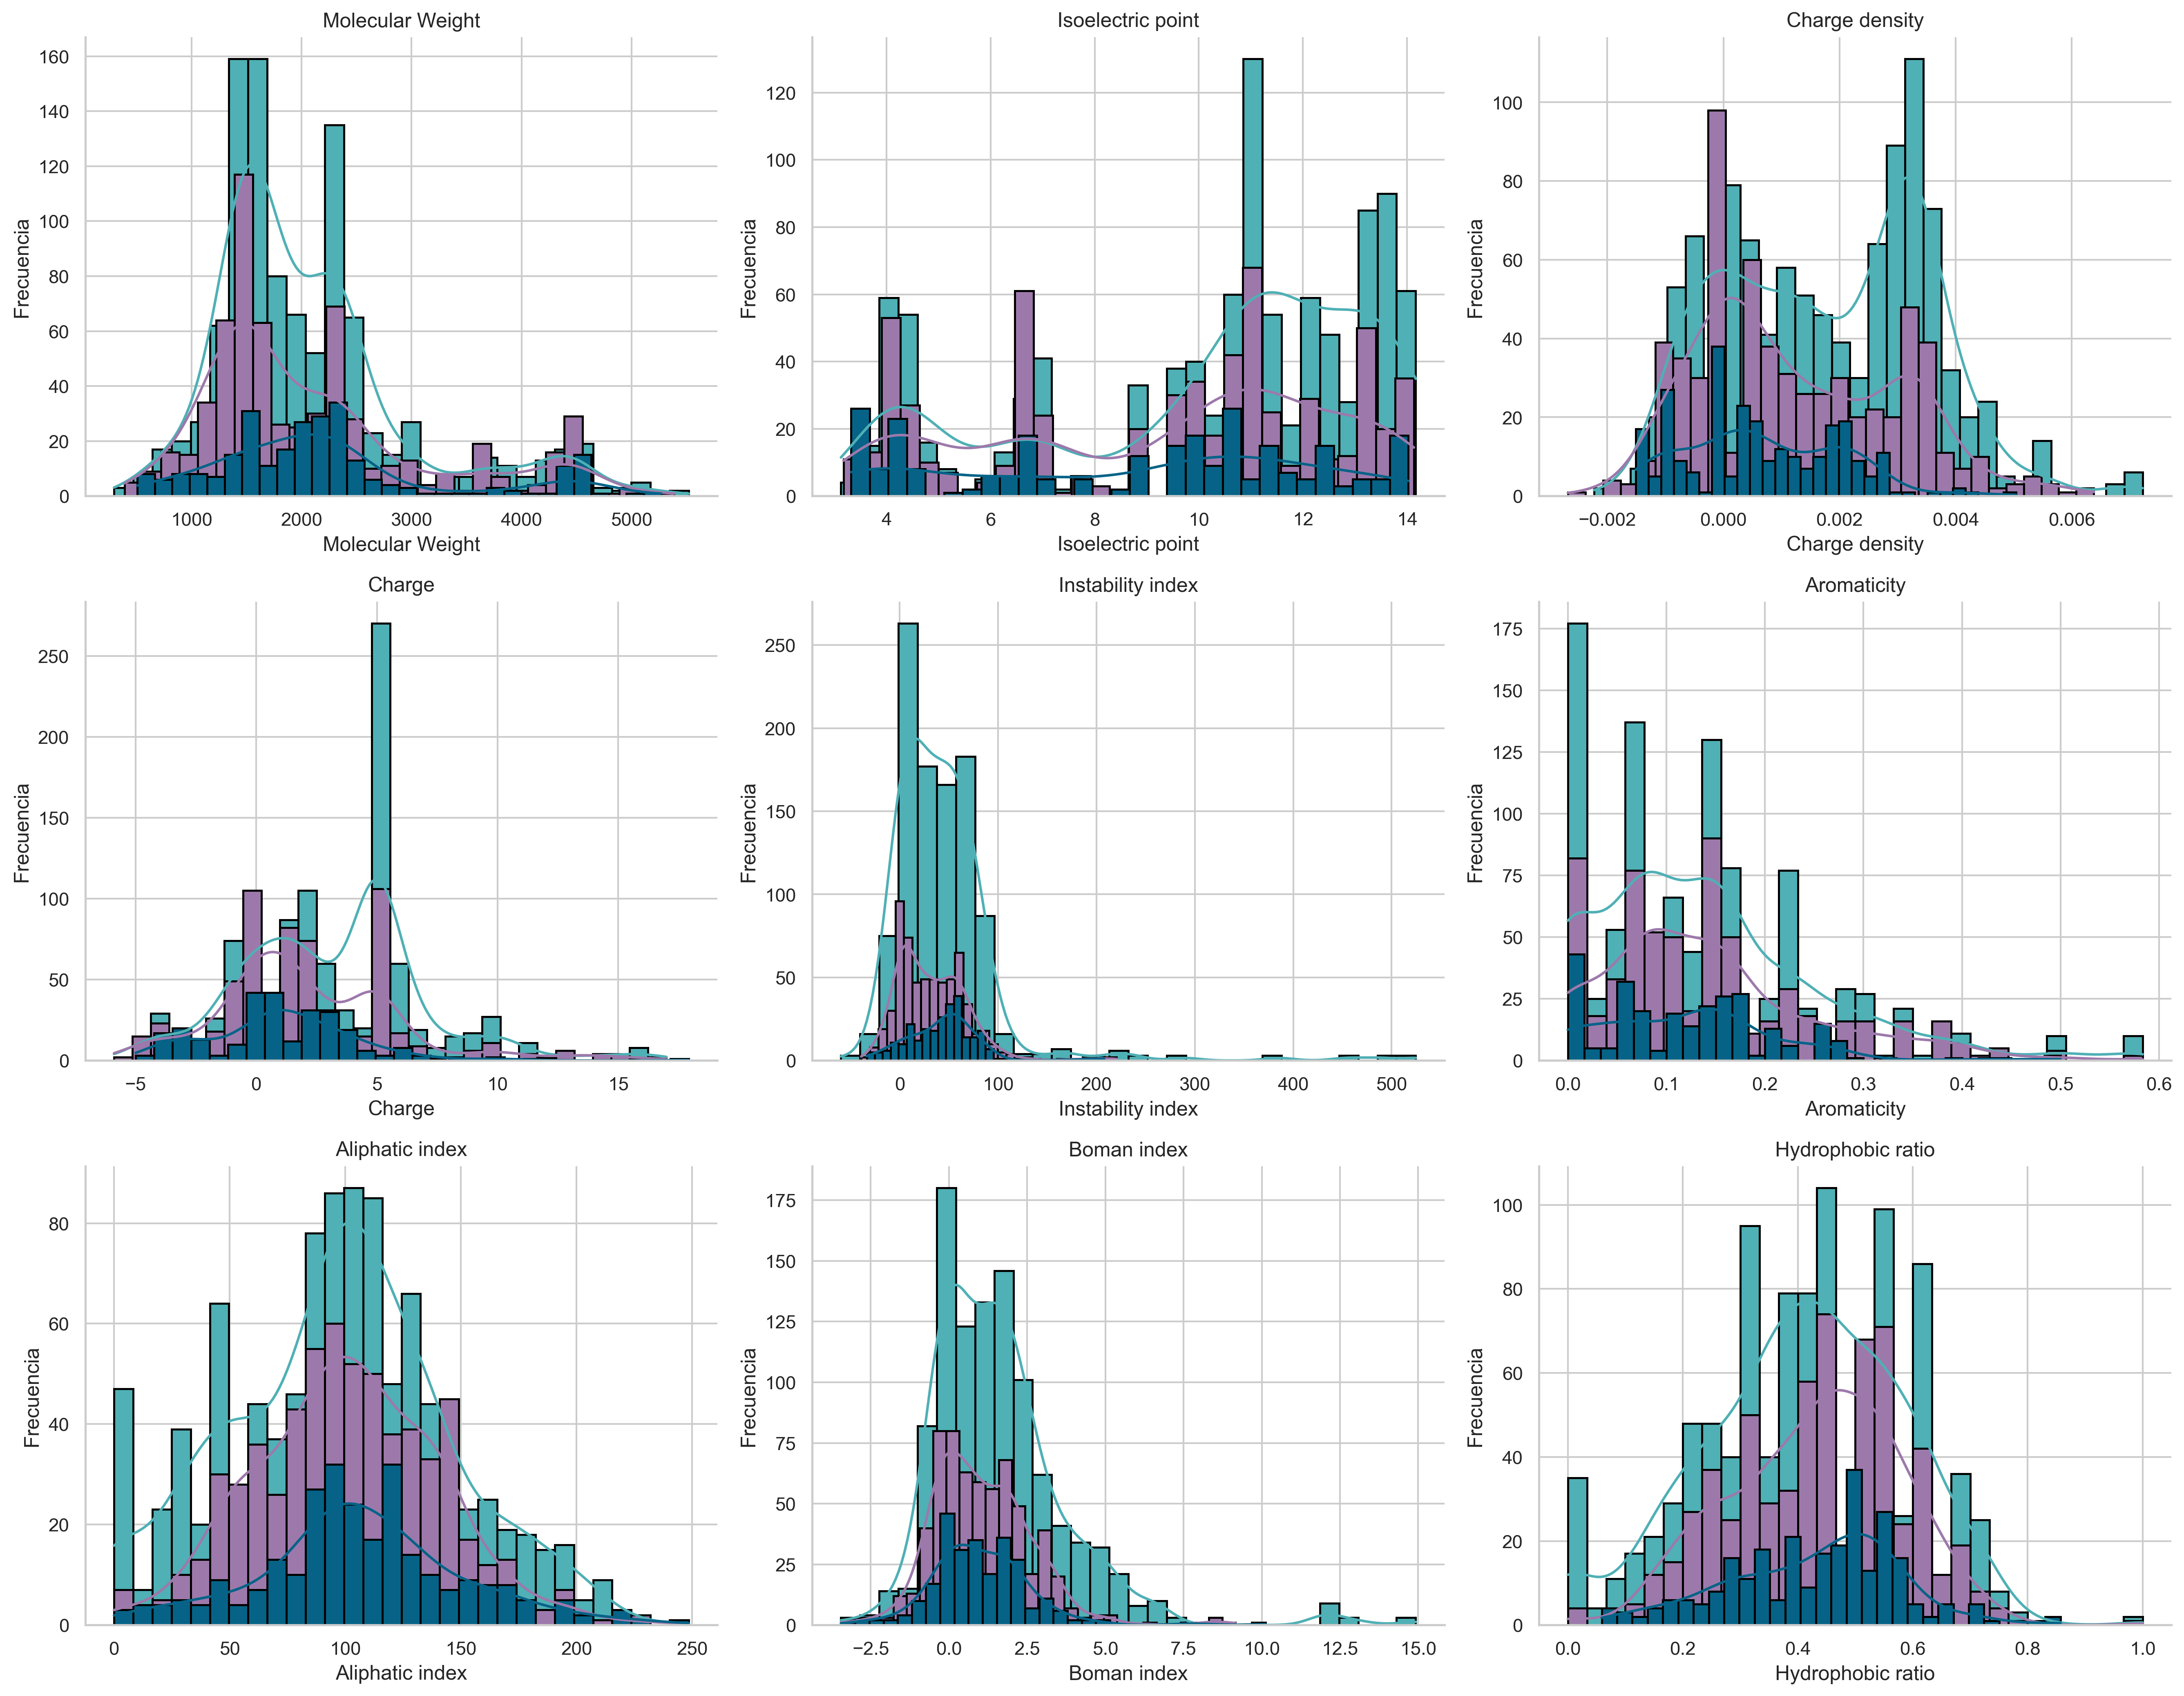 Molecular Weight
Isoelectric point
Charge density
Frecuencia
160
140
120
100
80
60
40
20
0
1000 2000 3000 4000 5000
Molecular Weight
Frecuencia
120
100
80
60
40
20
0
4 6 8 10 12 14
Isoelectric point
Frecuencia
100
80
60
40
20
0
−0.002 0.000 0.002 0.004 0.006
Charge density
Charge
Instability index
Aromaticity
Frecuencia
250
200
150
100
50
0
−5 0 5 10 15
Charge
Frecuencia
250
200
150
100
50
0
0 100 200 300 400 500
Instability index
Frecuencia
175
150
125
100
75
50
25
0
0.0 0.1 0.2 0.3 0.4 0.5 0.6
Aromaticity
Aliphatic index
Boman index
Hydrophobic ratio
Frecuencia
80
60
40
20
0
0 50 100 150 200 250
Aliphatic index
Frecuencia
175
150
125
100
75
50
25
0
−2.5 0.0 2.5 5.0 7.5 10.0 12.5 15.0
Boman index
Frecuencia
100
80
60
40
20
0
0.0 0.2 0.4 0.6 0.8 1.0
Hydrophobic ratio